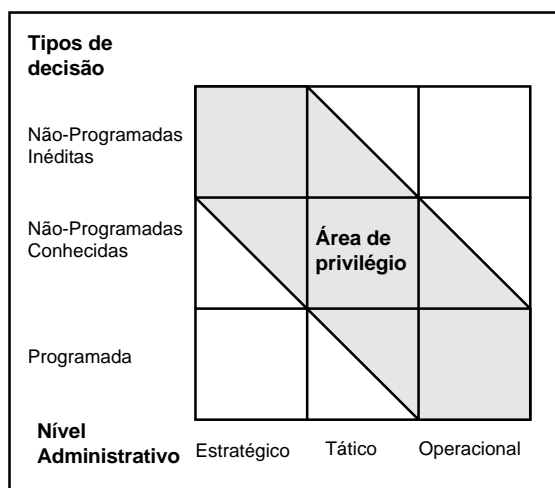 Tipos de
decisão
Não-Programadas
Inéditas
Não-Programadas
Conhecidas
Área de
privilégio
Programada
Nível
Administrativo
Estratégico
Tático
Operacional